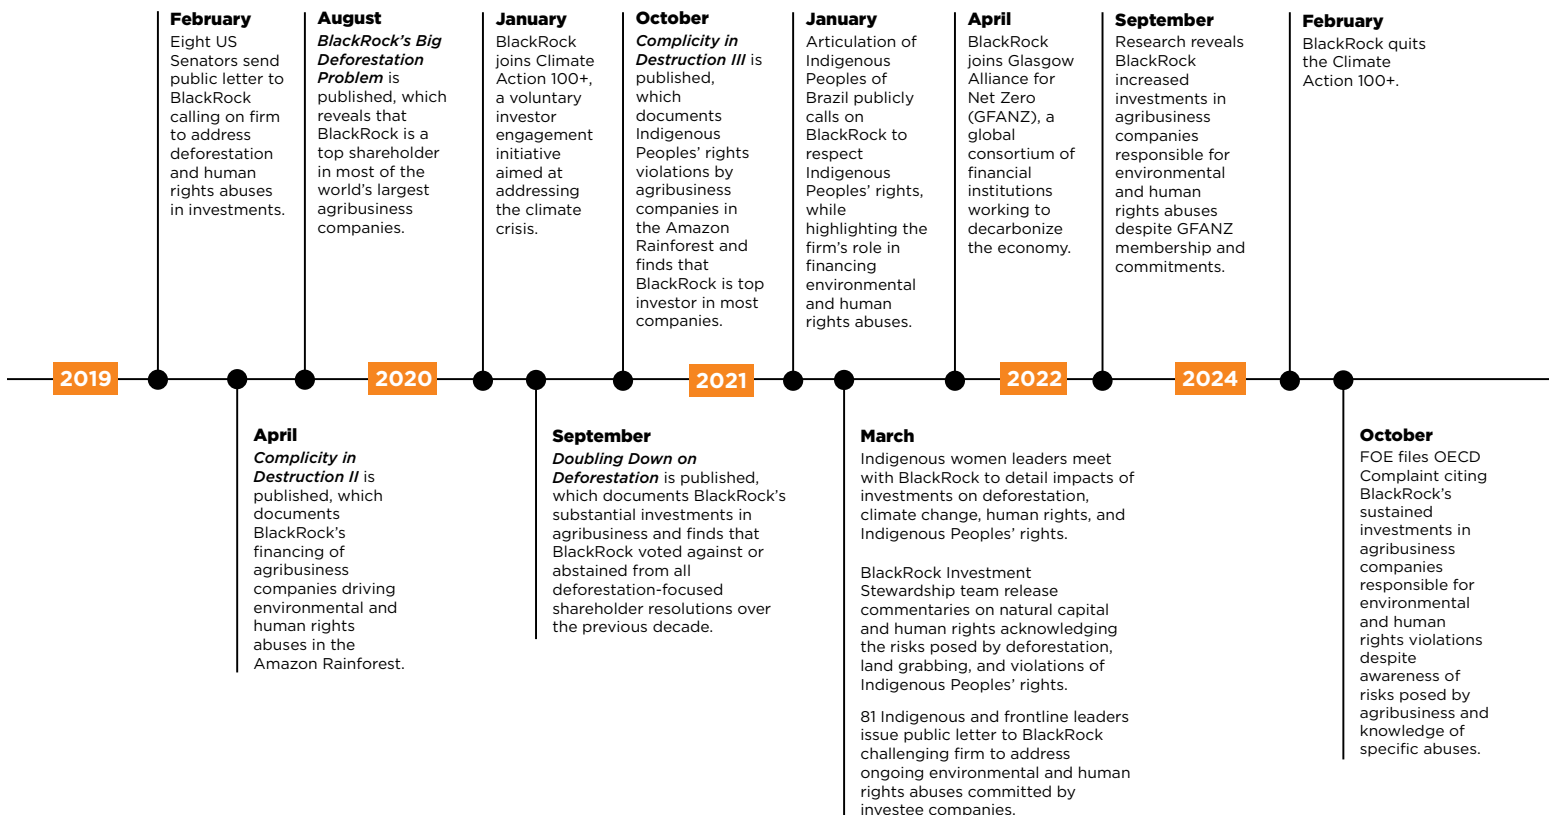 2019
February
Eight US
Senators send
public letter to
BlackRock
calling on firm
to address
deforestation
and human
rights abuses
in investments.
April
Complicity in
Destruction II is
published, which
documents
BlackRock’s
financing of
agribusiness
companies driving
environmental and
human rights
abuses in the
Amazon Rainforest.
August
BlackRock’s Big
Deforestation
Problem is
published, which
reveals that
BlackRock is a
top shareholder
in most of the
world’s largest
agribusiness
companies.
2020
January
BlackRock
joins Climate
Action 100+,
a voluntary
investor
engagement
initiative
aimed at
addressing
the climate
crisis.
September
Doubling Down on
Deforestation is published,
which documents BlackRock’s
substantial investments in
agribusiness and finds that
BlackRock voted against or
abstained from all
deforestation-focused
shareholder resolutions over
the previous decade.
October
Complicity in
Destruction III is
published,
which
documents
Indigenous
Peoples’ rights
violations by
agribusiness
companies in
the Amazon
Rainforest and
finds that
BlackRock is top
investor in most
companies.
2021
January
Articulation of
Indigenous
Peoples of
Brazil publicly
calls on
BlackRock to
respect
Indigenous
Peoples’ rights,
while
highlighting the
firm’s role in
financing
environmental
and human
rights abuses.
March
Indigenous women leaders meet
with BlackRock to detail impacts of
investments on deforestation,
climate change, human rights, and
Indigenous Peoples’ rights.
BlackRock Investment
Stewardship team release
commentaries on natural capital
and human rights acknowledging
the risks posed by deforestation,
land grabbing, and violations of
Indigenous Peoples’ rights.
81 Indigenous and frontline leaders
issue public letter to BlackRock
challenging firm to address
ongoing environmental and human
rights abuses committed by
investee companies.
April
BlackRock
joins Glasgow
Alliance for
Net Zero
(GFANZ), a
global
consortium of
financial
institutions
working to
decarbonize
the economy.
2022
September
Research reveals
BlackRock
increased
investments in
agribusiness
companies
responsible for
environmental
and human
rights abuses
despite GFANZ
membership and
commitments.
2024
February
BlackRock quits
the Climate
Action 100+.
October
FOE files OECD
Complaint citing
BlackRock’s
sustained
investments in
agribusiness
companies
responsible for
environmental
and human
rights violations
despite
awareness of
risks posed by
agribusiness and
knowledge of
specific abuses.